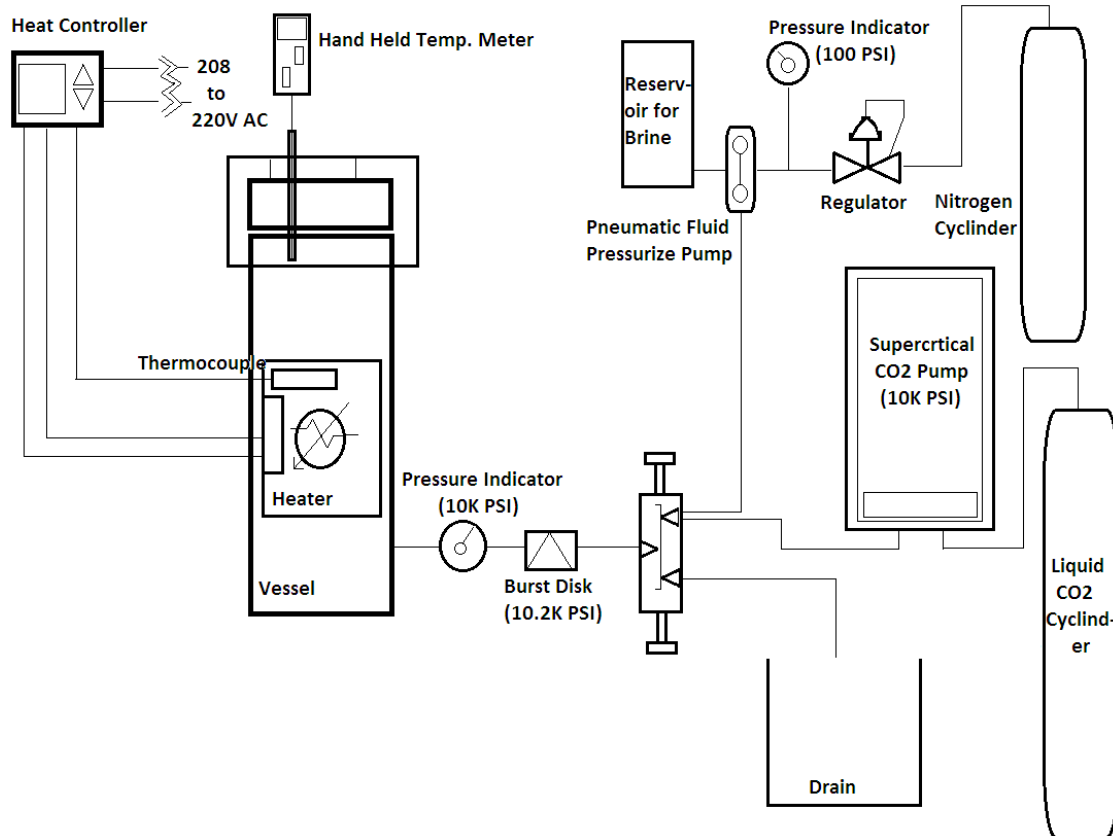 Heat Controller
208
to
220V AC
Hand Held Temp. Meter
Reserv-
oir for
Brine
Pressure Indicator
(100 PSI)
Regulator
Nitrogen
Cyclinder
Pneumatic Fluid
Pressurize Pump
Supercrtical
CO2 Pump
(10K PSI)
Thermocouple
Heater
Vessel
Pressure Indicator
(10K PSI)
Burst Disk
(10.2K PSI)
Liquid
CO2
Cyclind-
er
Drain